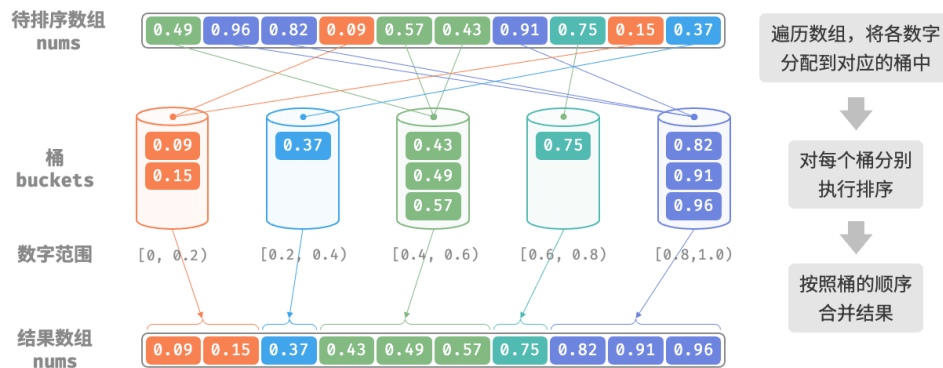 待排序数组
nums
0.49 0.96 0.82 0.09 0.57 0.43 0.91 0.75 0.15 0.37
桶
buckets
0.09
0.15
0.37
0.43
0.49
0.57
0.75
0.82
0.91
0.96
数字范围
[0, 0.2)
[0.2, 0.4)
[0.4, 0.6)
[0.6, 0.8)
[0.8,1.0)
结果数组
nums
0.09 0.15 0.37 0.43 0.49 0.57 0.75 0.82 0.91 0.96
遍历数组，将各数字
分配到对应的桶中
对每个桶分别
执行排序
按照桶的顺序
合并结果